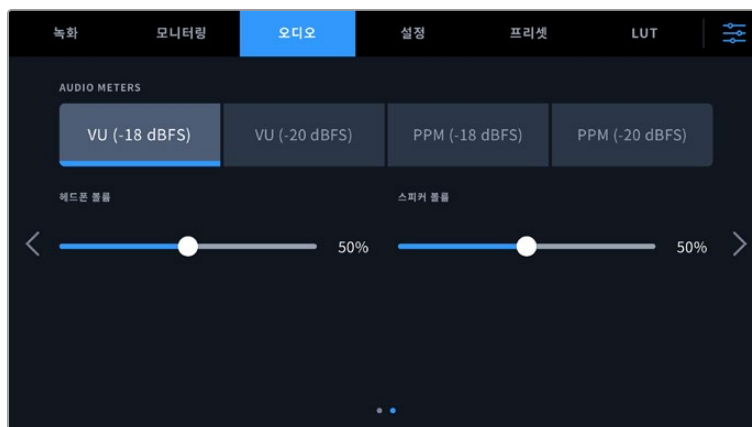 녹화 모니터링 오디오 설정 프리셋 LUT
AUDIO METERS
VU (-18 dBFS) VU (-20 dBFS) PPM (-18 dBFS) PPM (-20 dBFS)
헤드폰 볼륨 스피커 볼륨
50% 50%